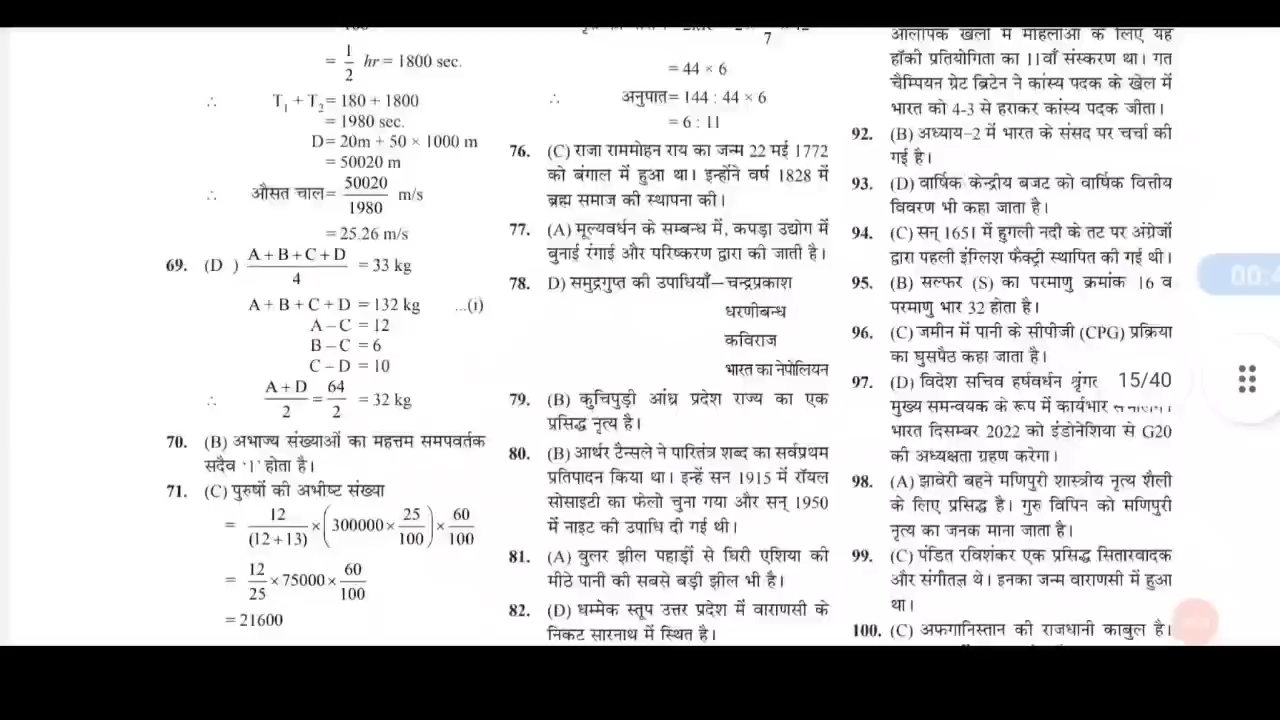 = 1/2 hr = 1800 sec.
∴ T₁ + T₂ = 180 + 1800
= 1980 sec.
D = 20m + 50 × 1000 m
= 50020 m
∴ औसत चाल = 50020/1980 m/s
= 25.26 m/s
69. (D ) A + B + C + D / 4 = 33 kg
A + B + C + D = 132 kg ...(i)
A – C = 12
B – C = 6
C – D = 10
∴ A + D / 2 = 64/2 = 32 kg
70. (B) अभाज्य संख्याओं का महत्तम समपवर्तक
सदैव '1' होता है।
71. (C) पुरुषों की अभीष्ट संख्या
= 12/(12+13) × (300000 × 25/100) × 60/100
= 12/25 × 75000 × 60/100
= 21600
7
= 44 × 6
∴ अनुपात = 144 : 44 × 6
= 6 : 11
76. (C) राजा राममोहन राय का जन्म 22 मई 1772
को बंगाल में हुआ था। इन्होंने वर्ष 1828 में
ब्रह्म समाज की स्थापना की।
77. (A) मूल्यवर्धन के सम्बन्ध में, कपड़ा उद्योग में
बुनाई रंगाई और परिष्करण द्वारा की जाती है।
78. D) समुद्रगुप्त की उपाधियाँ– चन्द्रप्रकाश
धरणीबन्ध
कविराज
भारत का नेपोलियन
79. (B) कुचिपुड़ी आंध्र प्रदेश राज्य का एक
प्रसिद्ध नृत्य है।
80. (B) आर्थर टैन्सले ने पारितंत्र शब्द का सर्वप्रथम
प्रतिपादन किया था। इन्हें सन 1915 में रॉयल
सोसाइटी का फेलो चुना गया और सन् 1950
में नाइट की उपाधि दी गई थी।
81. (A) वुलर झील पहाड़ों से घिरी एशिया की
मीठे पानी की सबसे बड़ी झील भी है।
82. (D) धम्मेक स्तूप उत्तर प्रदेश में वाराणसी के
निकट सारनाथ में स्थित है।
ओलंपिक खेलों में महिलाओं के लिए यह
हॉकी प्रतियोगिता का 11वाँ संस्करण था। गत
चैम्पियन ग्रेट ब्रिटेन ने कांस्य पदक के खेल में
भारत को 4-3 से हराकर कांस्य पदक जीता।
92. (B) अध्याय–2 में भारत के संसद पर चर्चा की
गई है।
93. (D) वार्षिक केन्द्रीय बजट को वार्षिक वित्तीय
विवरण भी कहा जाता है।
94. (C) सन् 1651 में हुगली नदी के तट पर अंग्रेजों
द्वारा पहली इंग्लिश फैक्ट्री स्थापित की गई थी।
95. (B) सल्फर (S) का परमाणु क्रमांक 16 व
परमाणु भार 32 होता है।
96. (C) जमीन में पानी के सीपीजी (CPG) प्रक्रिया
का घुसपैठ कहा जाता है।
97. (D) विदेश सचिव हर्षवर्धन 15/40
मुख्य समन्वयक के रूप में कार्यभार
भारत दिसम्बर 2022 को इंडोनेशिया से G20
की अध्यक्षता ग्रहण करेगा।
98. (A) झावेरी बहने मणिपुरी शास्त्रीय नृत्य शैली
के लिए प्रसिद्ध है। गुरु विपिन को मणिपुरी
नृत्य का जनक माना जाता है।
99. (C) पंडित रविशंकर एक प्रसिद्ध सितारवादक
और संगीतज्ञ थे। इनका जन्म वाराणसी में हुआ
था।
100. (C) अफगानिस्तान की राजधानी काबुल है।